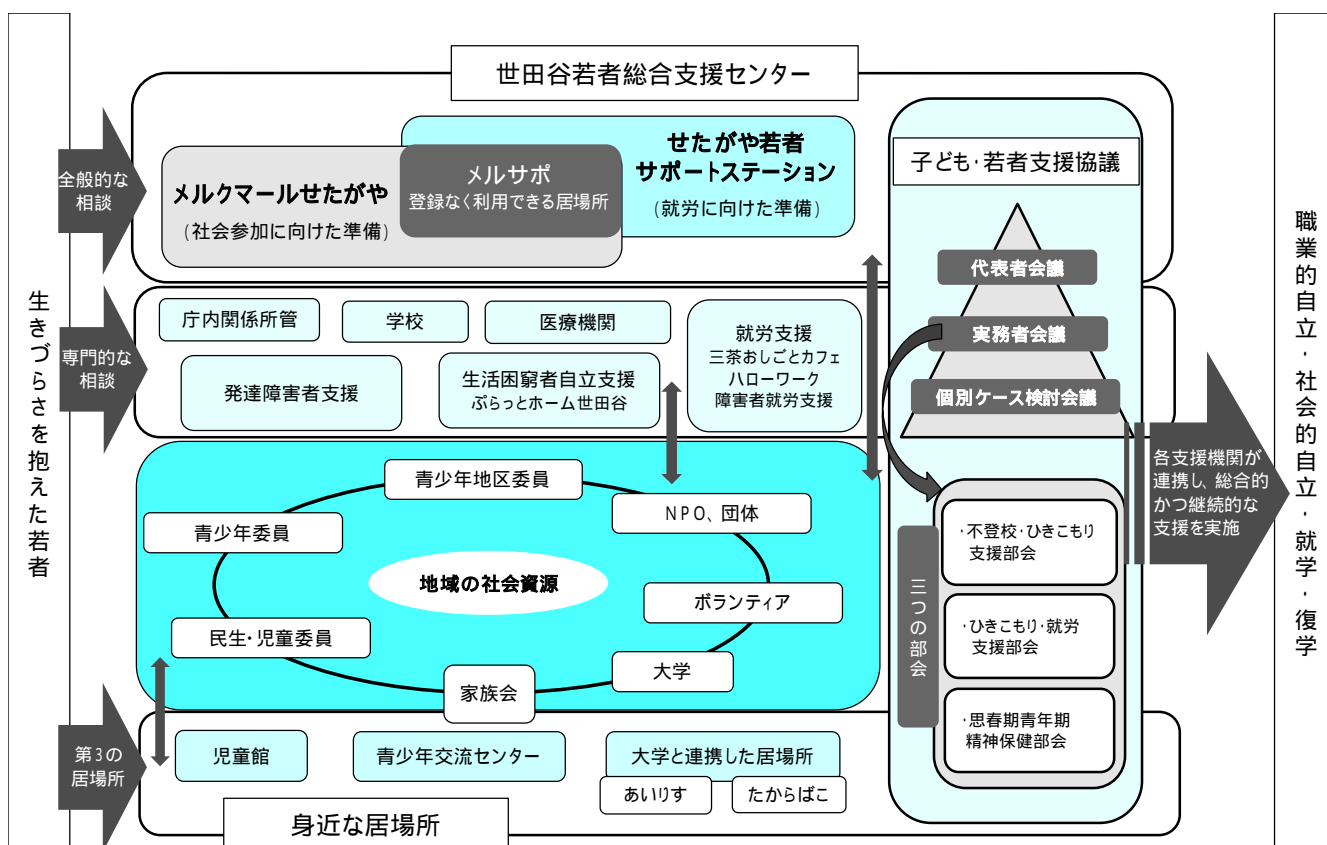 世田谷若者総合支援センター
生きづらさを抱えた若者
全般的な
相談
メルクマールせたがや
(社会参加に向けた準備)
メルサポ
登録なく利用できる居場所
せたがや若者
サポートステーション
(就労に向けた準備)
専門的な
相談
庁内関係所管
学校
医療機関
発達障害者支援
生活困窮者自立支援
ぷらっとホーム世田谷
就労支援
三茶おしごとカフェ
ハローワーク
障害者就労支援
地域の社会資源
青少年地区委員
NPO、団体
ボランティア
大学
家族会
民生・児童委員
青少年委員
第3の
居場所
児童館
青少年交流センター
大学と連携した居場所
あいりす
たからばこ
身近な居場所
子ども・若者支援協議
代表者会議
実務者会議
個別ケース検討会議
三つの部会
・不登校・ひきこもり
支援部会
・ひきこもり・就労
支援部会
・思春期青年期
精神保健部会
各支援機関が
連携し、総合的
かつ継続的な
支援を実施
職業的自立・社会的自立・就学・復学